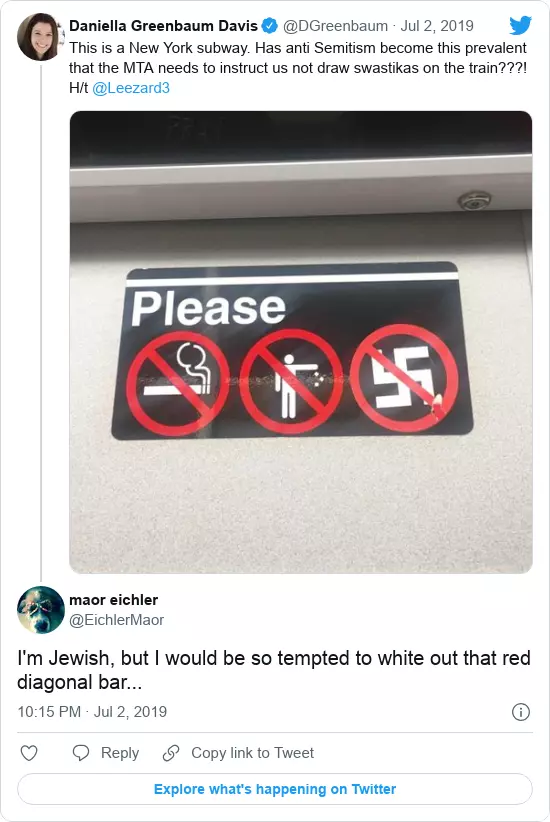 Daniella Greenbaum Davis @DGreenbaum · Jul 2, 2019
This is a New York subway. Has anti Semitism become this prevalent
that the MTA needs to instruct us not draw swastikas on the train???!
H/t @Leezard3
Please
maor eichler
@EichlerMaor
I'm Jewish, but I would be so tempted to white out that red
diagonal bar...
10:15 PM · Jul 2, 2019
Reply
Copy link to Tweet
Explore what's happening on Twitter